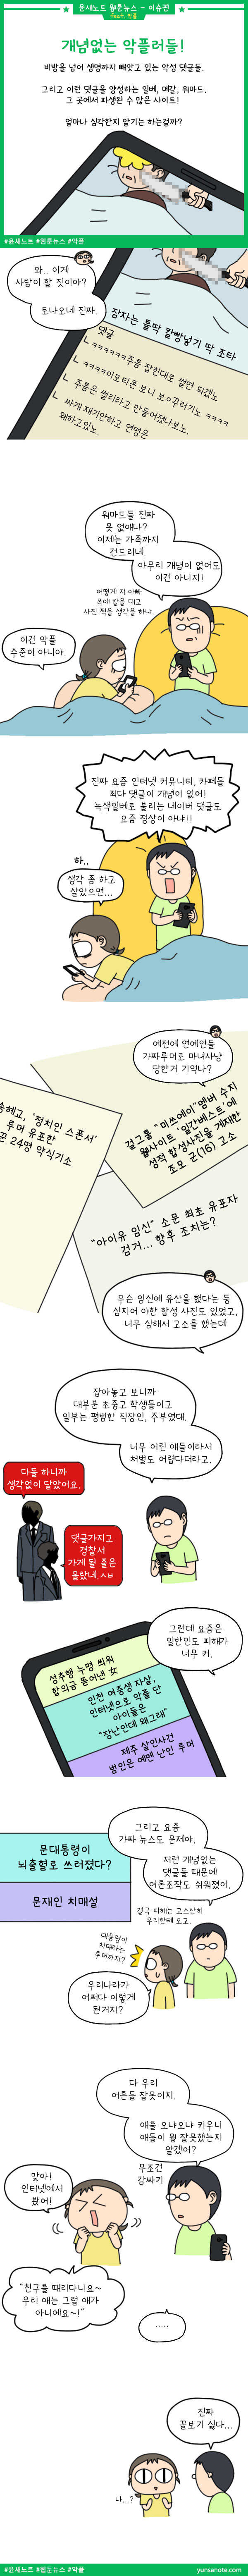 윤새노트 웹툰뉴스 - 이슈편
feat. 악플
개념없는 악플러들!
비방을 넘어 생명까지 빼앗고 있는 악성 댓글들.
그리고 이런 댓글을 양성하는 일베, 메갈, 워마드.
그 곳에서 파생된 수 많은 사이트!
얼마나 심각한지 알기는 하는걸까?
#윤새노트 #웹툰뉴스 #악플
와.. 이게
사람이 할 짓이야?
토나오네 진짜.
잠자는 틀딱 칼빵넣기 딱 조타
댓글
ㄴ ㅋㅋㅋㅋㅋㅋㅋ주름 잡힌대로 썰면 되겠노
ㄴ ㅋㅋㅋㅋ이모티콘 보니
ㄴ 주름은 썰리라고 만들어졌나보노.
ㄴ 싸게 재기안하고 연명은
왜하고있노.
워마드들 진짜
못 없애나?
이제는 가족까지
건드리네.
아무리 개념이 없어도
이건 아니지!
어떻게 지 아빠
목에 칼을 대고
사진 찍을 생각을 하냐.
이건 악플
수준이 아니야.
진짜 요즘 인터넷 커뮤니티, 카페들
죄다 댓글이 개념이 없어!
녹색일베로 불리는 네이버 댓글도
요즘 정상이 아냐!!
하..
생각 좀 하고
살았으면...
예전에 연예인들
가짜루머로 마녀사냥
당한거 기억나?
송혜교, '정치인 스폰서'
루머 유포한
꾼 24명 약식기소
걸그룹 "미쓰에이"멤버 수지
웹사이트 '일간베스트'에
성적 합성사진을 게재한
조모 군(16) 고소
"아이유 임신" 소문 최초 유포자
검거... 향후 조치는?
무슨 임신에 유산을 했다는 둥
심지어 야한 합성 사진도 있었고,
너무 심해서 고소를 했는데
잡아놓고 보니까
대부분 초중고 학생들이고
일부는 평범한 직장인, 주부였대.
너무 어린 애들이라서
처벌도 어렵다더라고.
다들 하니까
생각없이 달았어요.
댓글가지고
경찰서
가게 될 줄은
몰랐네.ㅅㅂ
그런데 요즘은
일반인도 피해가
너무 커.
성추행 누명 씌워
합의금 뜯어낸 女
인천 여중생 자살,
인터넷으로 악플 단
아이들은
"장난인데 왜그래"
제주 살인사건
범인은 예멘 난민 루머
그리고 요즘
가짜 뉴스도 문제야.
저런 개념없는
댓글들 때문에
여론조작도 쉬워졌어.
문대통령이
뇌출혈로 쓰러졌다?
문재인 치매설
결국 피해는 고스란히
우리한테 오고.
대통령이
치매라는
루머까지?
우리나라가
어쩌다 이렇게
된거지?
다 우리
어른들 잘못이지.
애를 오냐오냐 키우니
애들이 뭘 잘못했는지
알겠어?
무조건
감싸기
맞아!
인터넷에서
봤어!
"친구를 때리다니요~
우리 애는 그럴 애가
아니에요~!"
.....
진짜
꼴보기 싫다...
나...?
#윤새노트 #웹툰뉴스 #악플
yunsanote.com